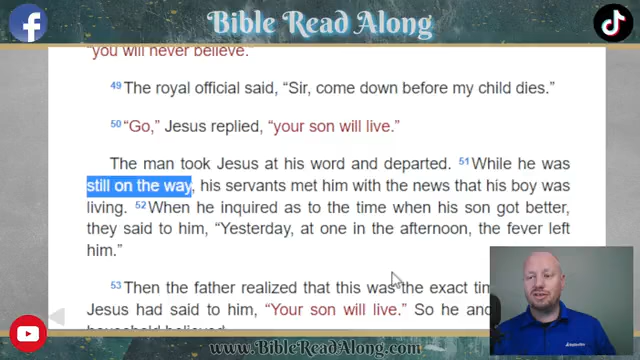 Bible Read Along
"you will never believe."
49 The royal official said, "Sir, come down before my child dies."
50 "Go," Jesus replied, "your son will live."
The man took Jesus at his word and departed. 51 While he was
still on the way, his servants met him with the news that his boy was
living. 52 When he inquired as to the time when his son got better,
they said to him, "Yesterday, at one in the afternoon, the fever left
him."
53 Then the father realized that this was the exact
Jesus had said to him, "Your son will live." So he
household believed.
www.BibleReadAlong.com